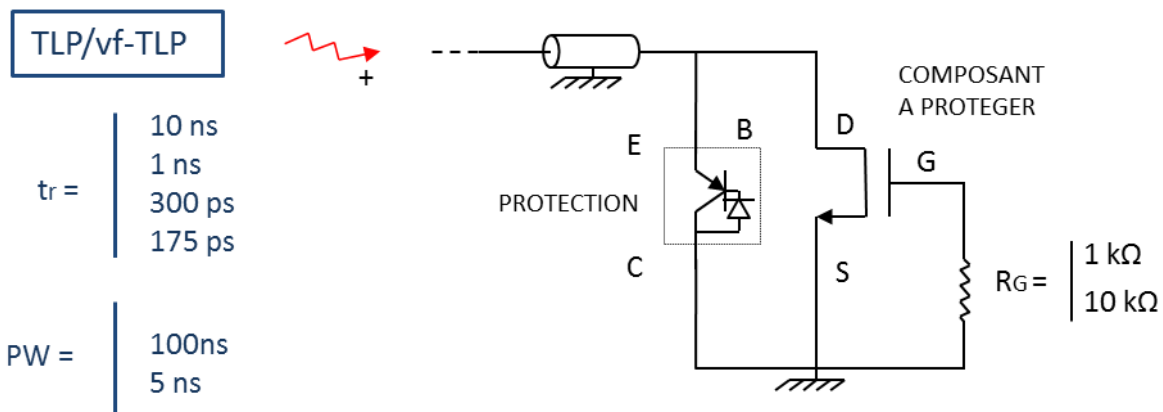 TLP/vf-TLP
+
tr =
10 ns
1 ns
300 ps
175 ps
PW =
100ns
5 ns
E
B
PROTECTION
C
COMPOSANT
A PROTEGER
D
G
S
RG =
1 kΩ
10 kΩ